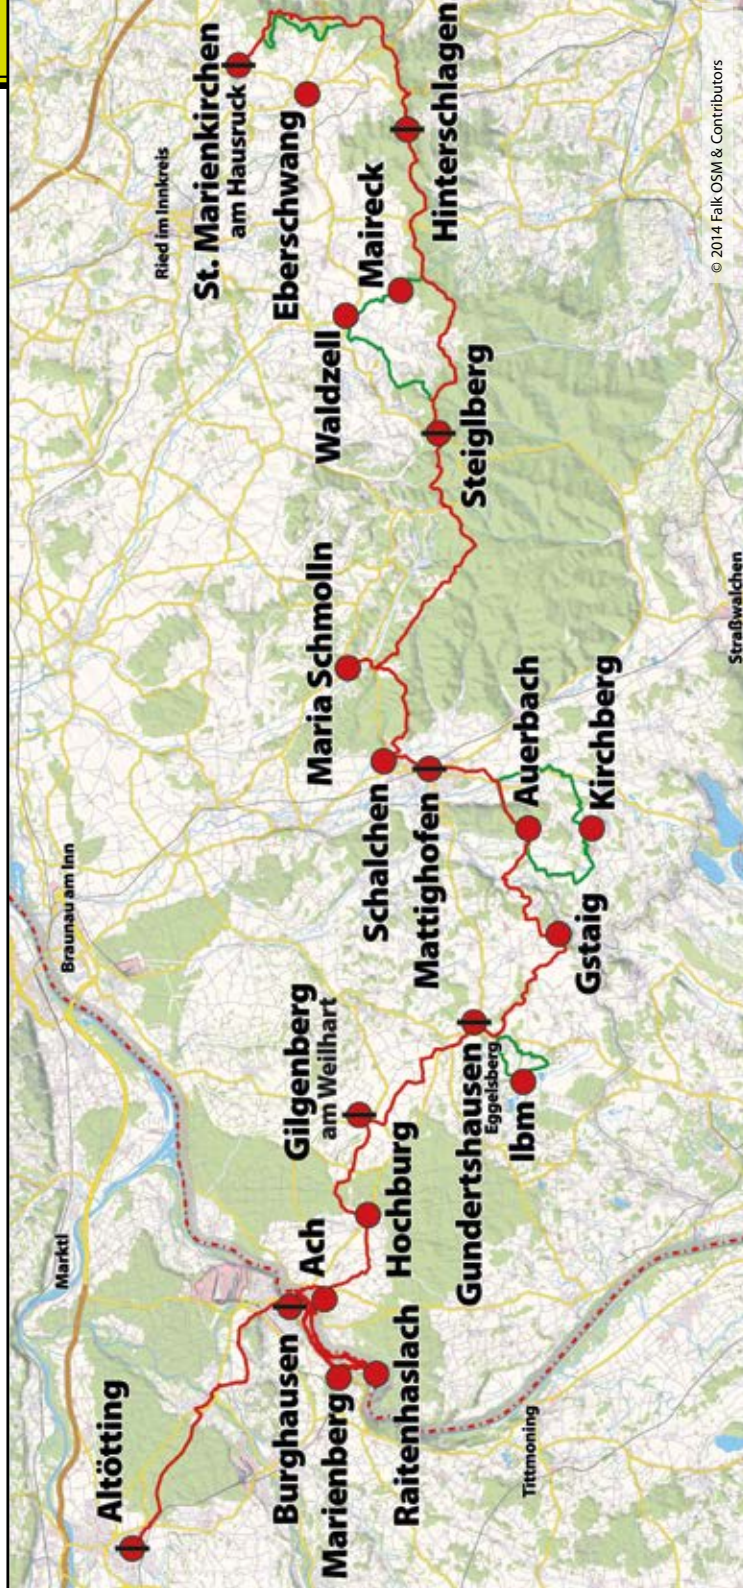 Altötting
Marktl
Burghausen
Marienberg
Raitenhaslach
Tittmoning
Ach
Hochburg
Gilgenberg
am Weilhart
Gundertshausen
Eggelsberg
Ibm
Braunau am Inn
Gstaig
Schalchen
Mattighofen
Auerbach
Kirchberg
Maria Schmolln
Straßwalchen
Steiglberg
Waldzell
Maireck
Hinterschlagen
Eberschwang
St. Marienkirchen
am Hausruck
Ried im Innkreis
© 2014 Falk OSM & Contributors